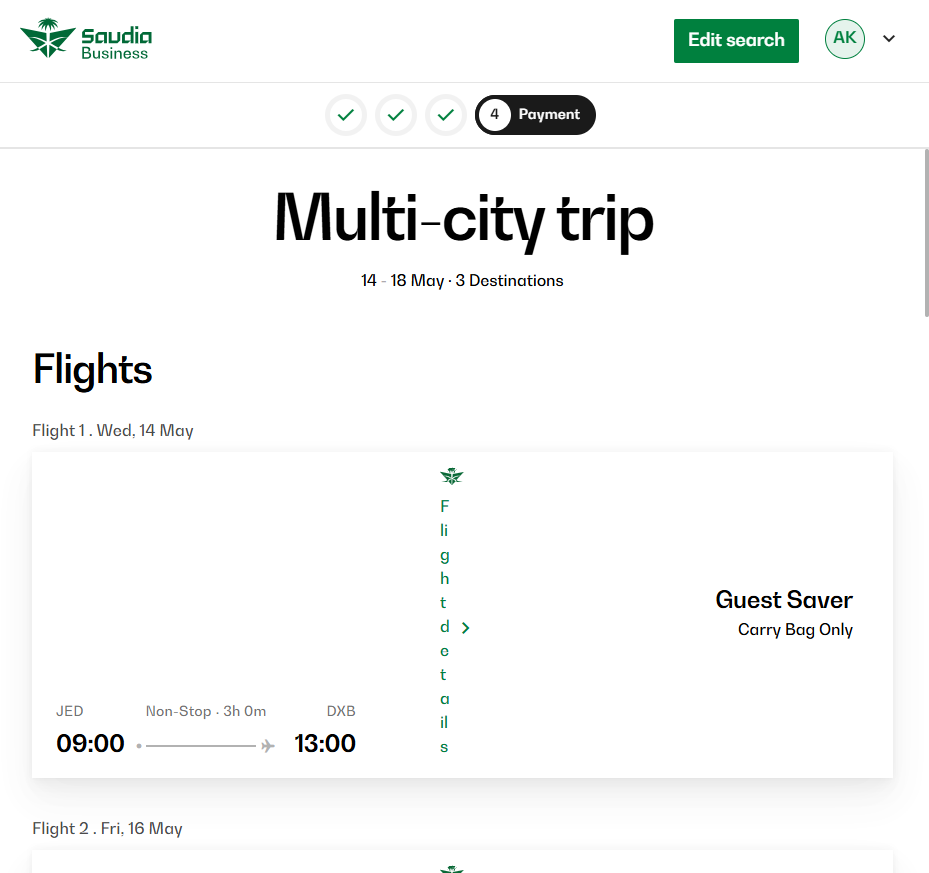 Saudia
Business
Edit search
AK
4
Payment
Multi-city trip
14 - 18 May · 3 Destinations
Flights
Flight 1 . Wed, 14 May
Flight details
Guest Saver
Carry Bag Only
JED
Non-Stop · 3h 0m
DXB
09:00
13:00
Flight 2 . Fri, 16 May